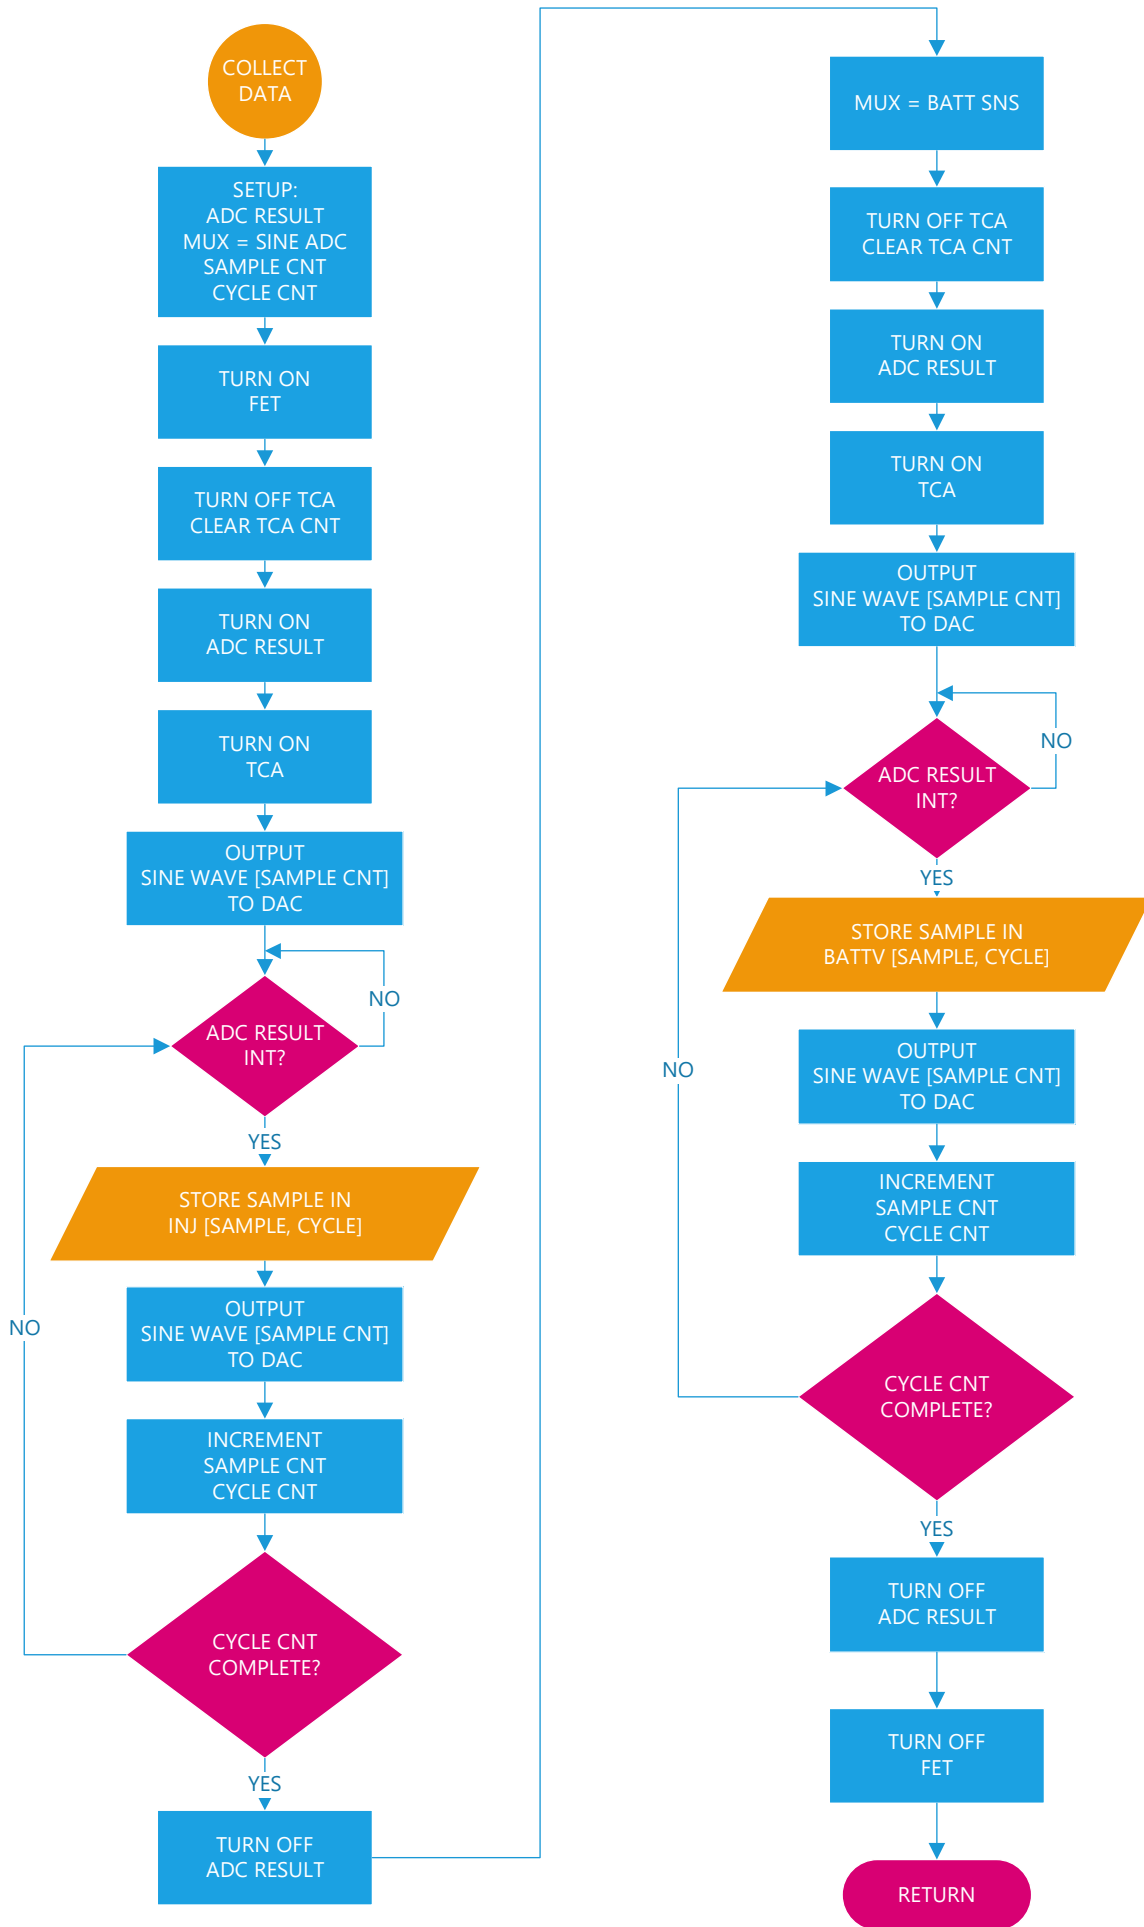 COLLECT
DATA
SETUP:
ADC RESULT
MUX = SINE ADC
SAMPLE CNT
CYCLE CNT
TURN ON
FET
TURN OFF TCA
CLEAR TCA CNT
TURN ON
ADC RESULT
TURN ON
TCA
OUTPUT
SINE WAVE [SAMPLE CNT]
TO DAC
NO
ADC RESULT
INT?
YES
STORE SAMPLE IN
INJ [SAMPLE, CYCLE]
OUTPUT
SINE WAVE [SAMPLE CNT]
TO DAC
NO
INCREMENT
SAMPLE CNT
CYCLE CNT
CYCLE CNT
COMPLETE?
YES
TURN OFF
ADC RESULT
MUX = BATT SNS
TURN OFF TCA
CLEAR TCA CNT
TURN ON
ADC RESULT
TURN ON
TCA
OUTPUT
SINE WAVE [SAMPLE CNT]
TO DAC
NO
ADC RESULT
INT?
YES
STORE SAMPLE IN
BATTV [SAMPLE, CYCLE]
OUTPUT
SINE WAVE [SAMPLE CNT]
TO DAC
NO
INCREMENT
SAMPLE CNT
CYCLE CNT
CYCLE CNT
COMPLETE?
YES
TURN OFF
ADC RESULT
TURN OFF
FET
RETURN